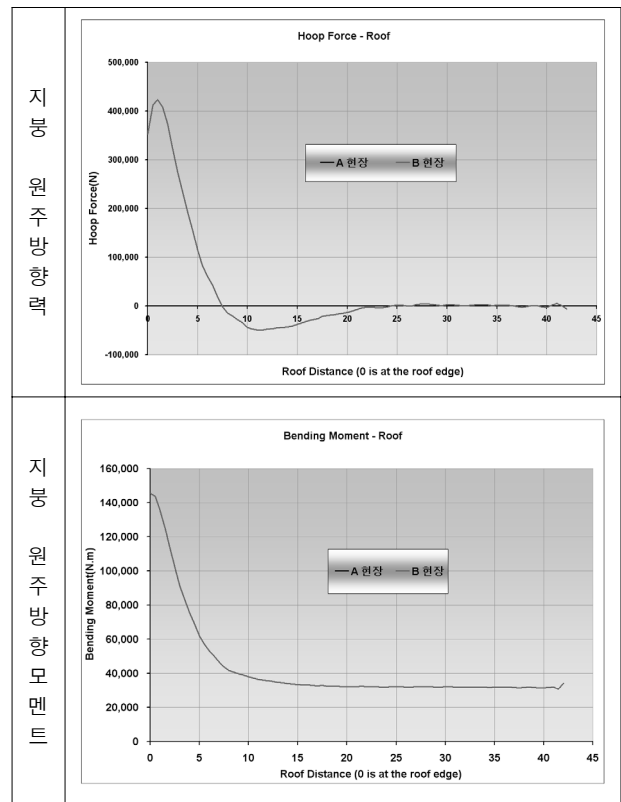 지
붕
원
주
방
향
력
Hoop Force - Roof
500,000
400,000
300,000
200,000
100,000
0
-100,000
Hoop Force(N)
A 현장 B 현장
0 5 10 15 20 25 30 35 40 45
Roof Distance (0 is at the roof edge)
지
붕
원
주
방
향
모
멘
트
Bending Moment - Roof
160,000
140,000
120,000
100,000
80,000
60,000
40,000
20,000
0
Bending Moment(N.m)
A 현장 B 현장
0 5 10 15 20 25 30 35 40 45
Roof Distance (0 is at the roof edge)